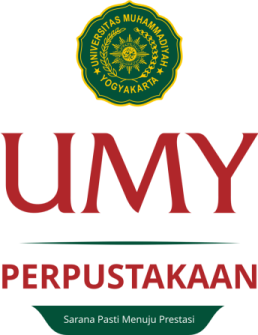 UNIVERSITAS MUHAMMADIYAH
YOGYAKARTA
UMY
PERPUSTAKAAN
Sarana Pasti Menuju Prestasi